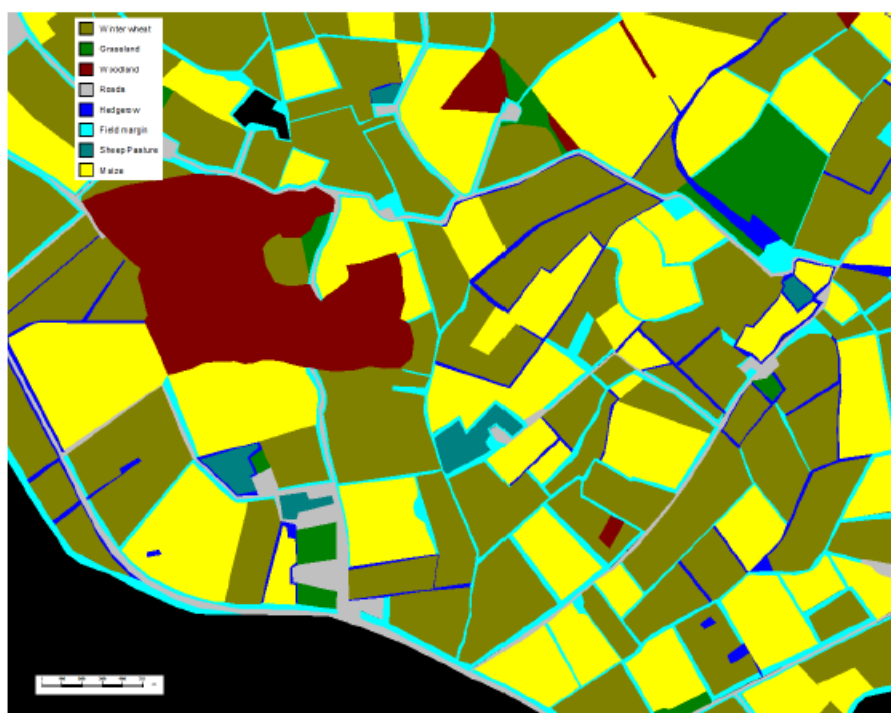 Winter wheat
Grassland
Woodland
Roads
Hedgerow
Field margin
Sheep Pasture
Maize